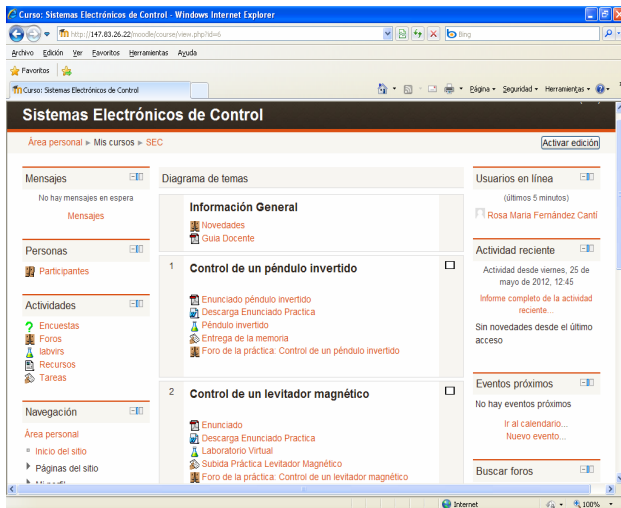 Curso: Sistemas Electrónicos de Control - Windows Internet Explorer
http://147.83.26.22/moodle/course/view.php?id=6
Bing
Archivo Edición Ver Favoritos Herramientas Ayuda
Favoritos
Curso: Sistemas Electrónicos de Control
Página Seguridad Herramientas
Sistemas Electrónicos de Control
Área personal ► Mis cursos ► SEC
Activar edición
Mensajes
No hay mensajes en espera
Mensajes
Personas
Participantes
Actividades
Encuestas
Foros
labvirs
Recursos
Tareas
Navegación
Área personal
Inicio del sitio
Páginas del sitio
Diagrama de temas
Información General
Novedades
Guia Docente
1 Control de un péndulo invertido
Enunciado péndulo invertido
Descarga Enunciado Practica
Péndulo invertido
Entrega de la memoria
Foro de la práctica: Control de un péndulo invertido
2 Control de un levitador magnético
Enunciado
Descarga Enunciado Practica
Laboratorio Virtual
Subida Práctica Levitador Magnético
Foro de la práctica: Control de un levitador magnético
Usuarios en línea
(últimos 5 minutos)
Rosa Maria Fernández Cantí
Actividad reciente
Actividad desde viernes, 25 de
mayo de 2012, 12:45
Informe completo de la actividad
reciente...
Sin novedades desde el último
acceso
Eventos próximos
No hay eventos próximos
Ir al calendario...
Nuevo evento...
Buscar foros
Internet
100%